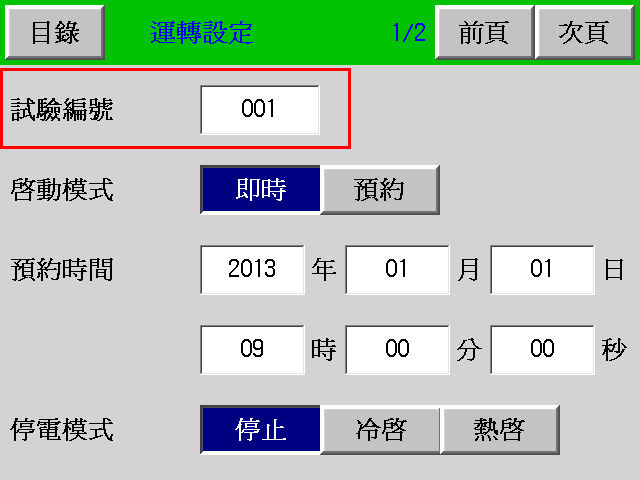 目錄 運轉設定 1/2 前頁 次頁
試驗編號 001
啓動模式 即時 預約
預約時間 2013 年 01 月 01 日
09 時 00 分 00 秒
停電模式 停止 冷啓 熱啓